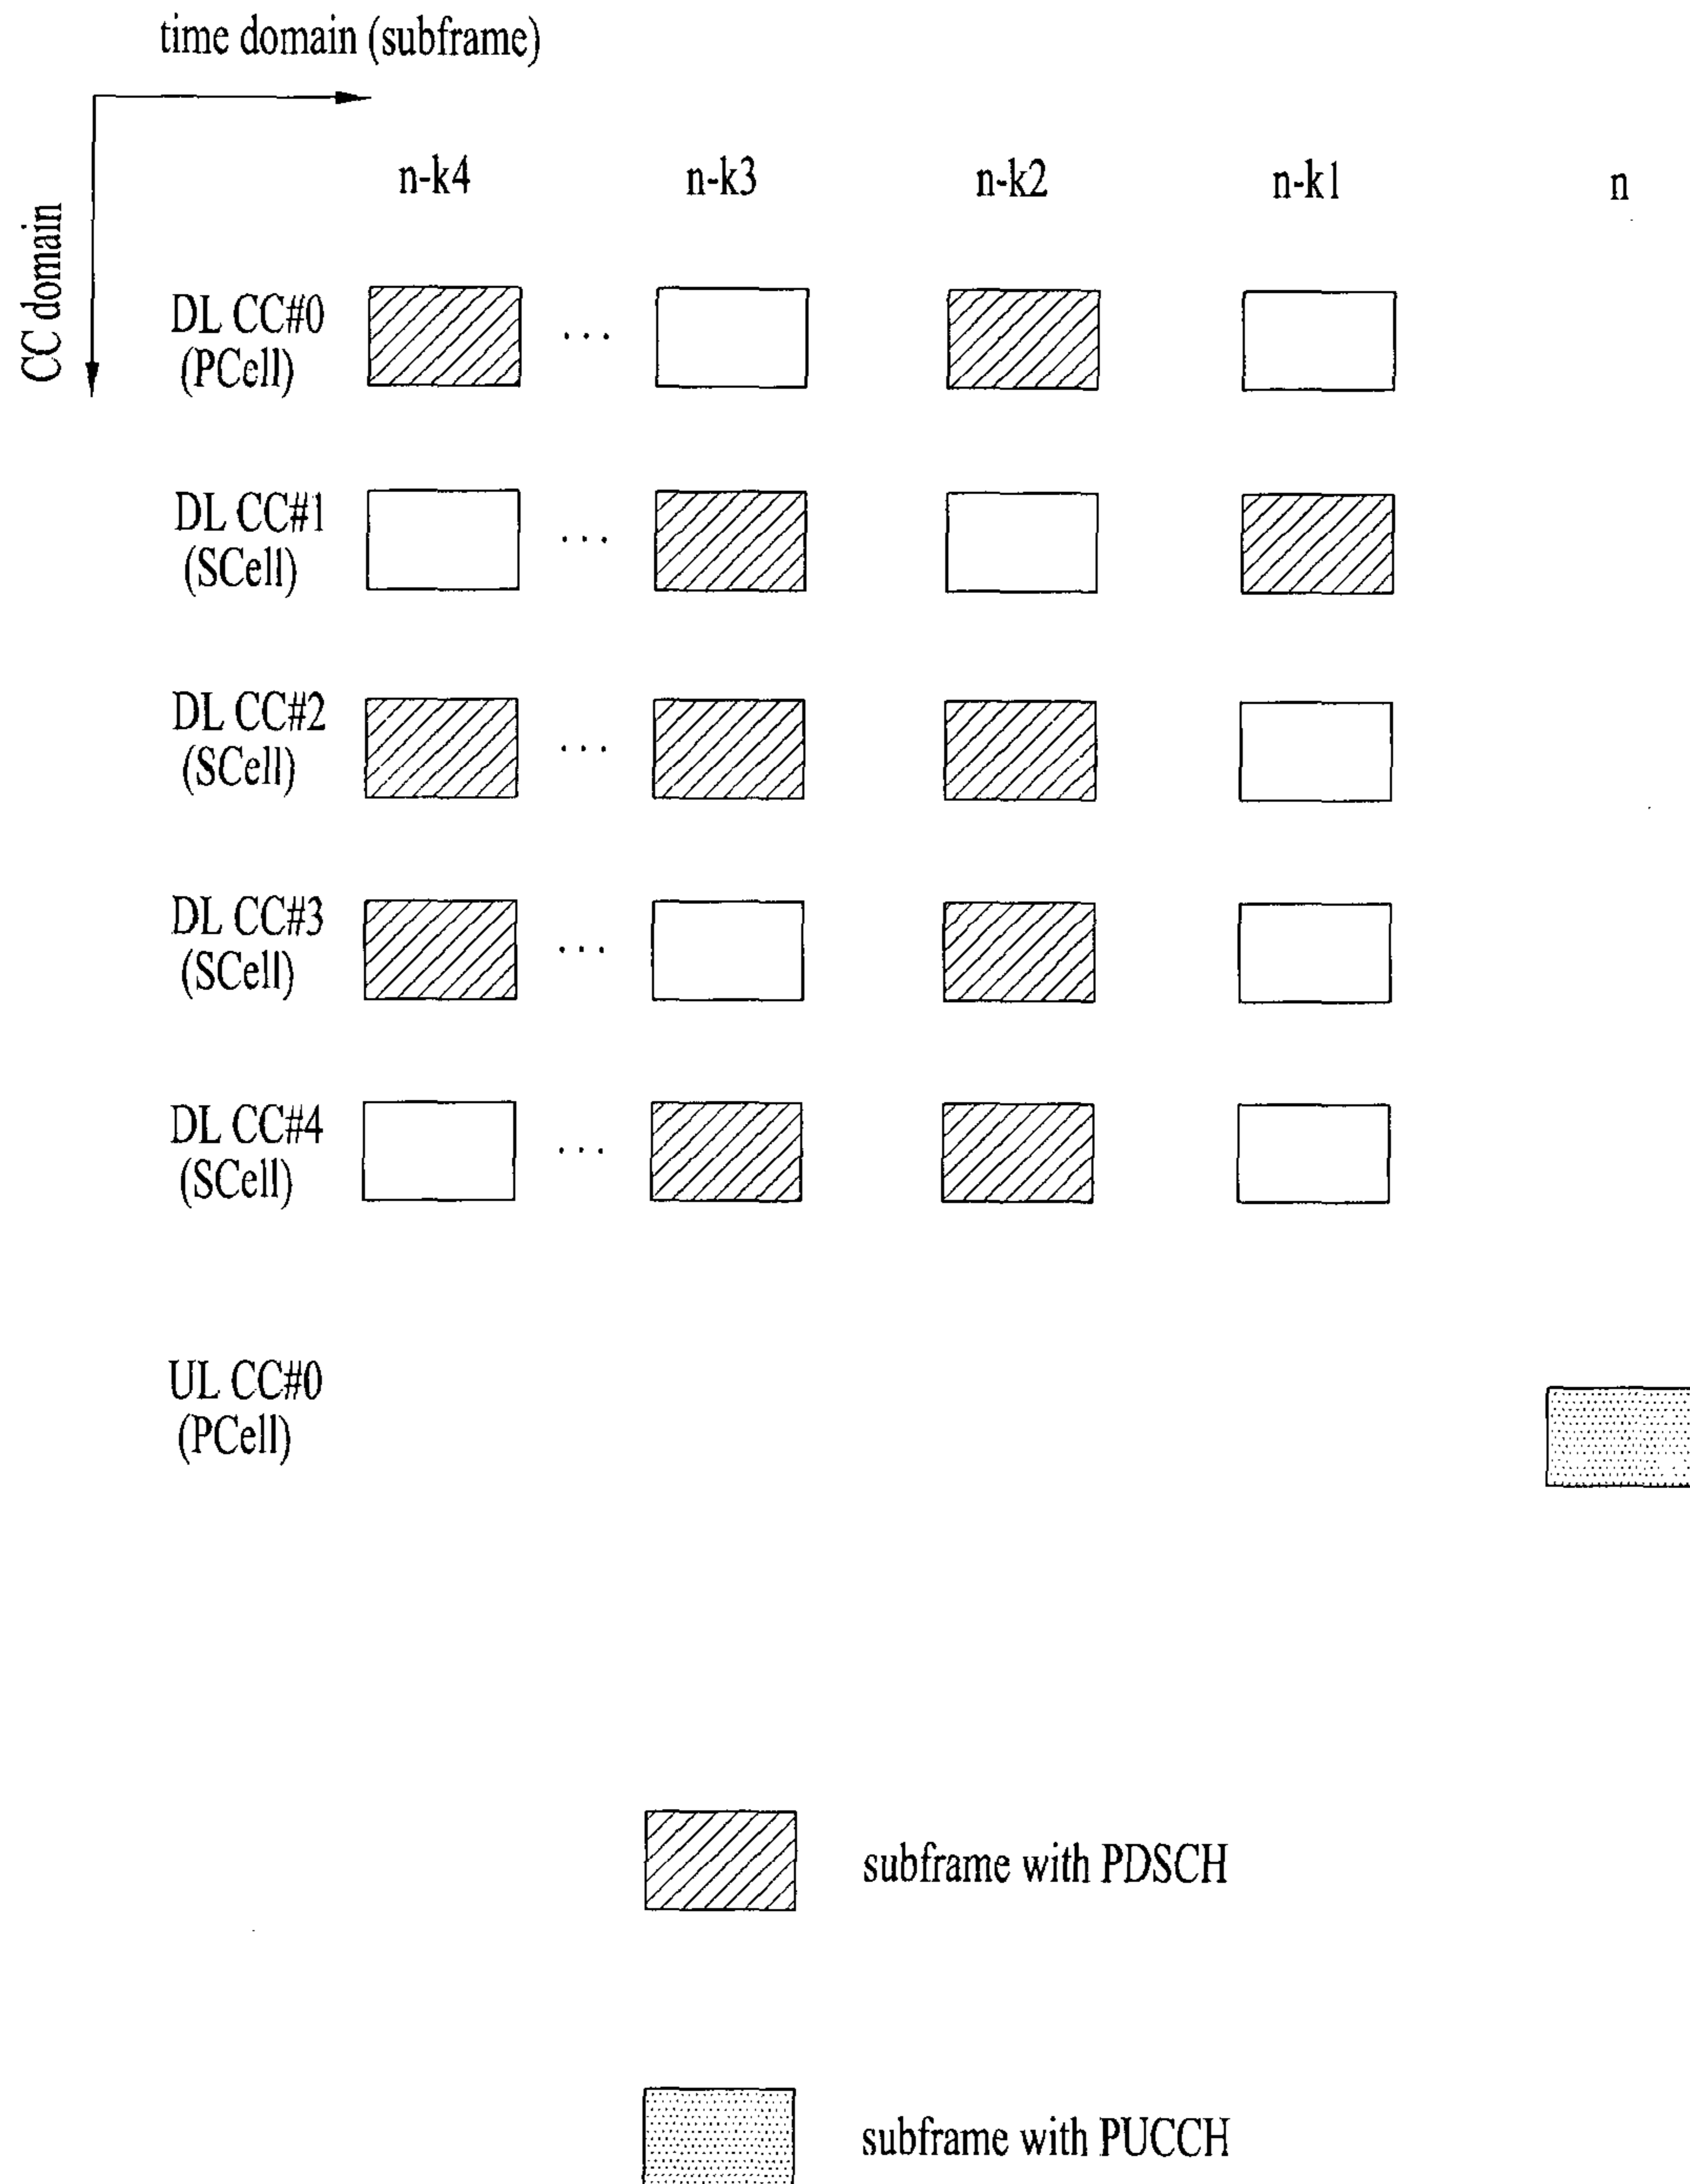 time domain (subframe)
CC domain
n-k4 n-k3 n-k2 n-k1 n
DL CC#0
(PCell)
...
DL CC#1
(SCell)
...
DL CC#2
(SCell)
...
DL CC#3
(SCell)
...
DL CC#4
(SCell)
...
UL CC#0
(PCell)
subframe with PDSCH
subframe with PUCCH